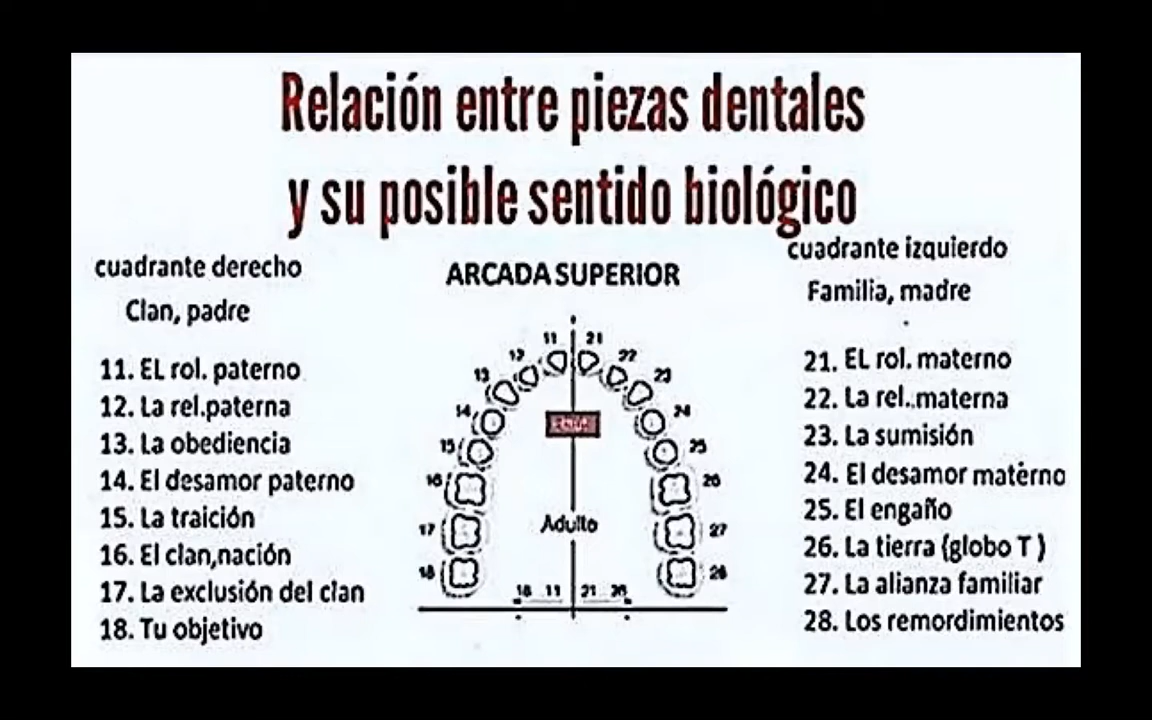 Relación entre piezas dentales
y su posible sentido biológico
cuadrante derecho
Clan, padre
ARCADA SUPERIOR
cuadrante izquierdo
Familia, madre
11. EL rol. paterno
12. La rel.paterna
13. La obediencia
14. El desamor paterno
15. La traición
16. El clan,nación
17. La exclusión del clan
18. Tu objetivo
11 21
12 22
13 23
14 24
15 25
16 26
17 27
18 28
Adulto
18 11 21 28
21. EL rol. materno
22. La rel..materna
23. La sumisión
24. El desamor materno
25. El engaño
26. La tierra (globo T )
27. La alianza familiar
28. Los remordimientos